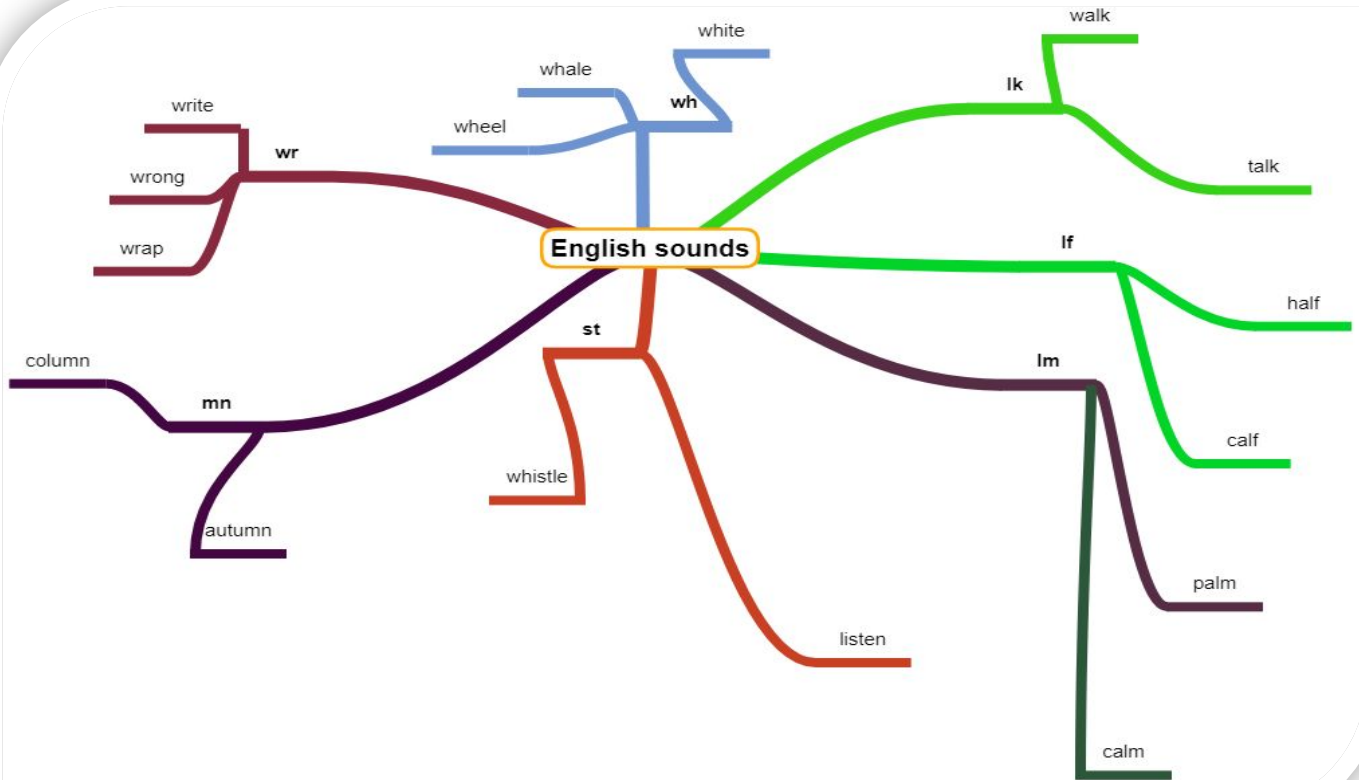 English sounds
wr
write
wrong
wrap
wh
white
whale
wheel
lk
walk
talk
lf
half
calf
lm
palm
calm
st
whistle
listen
mn
column
autumn